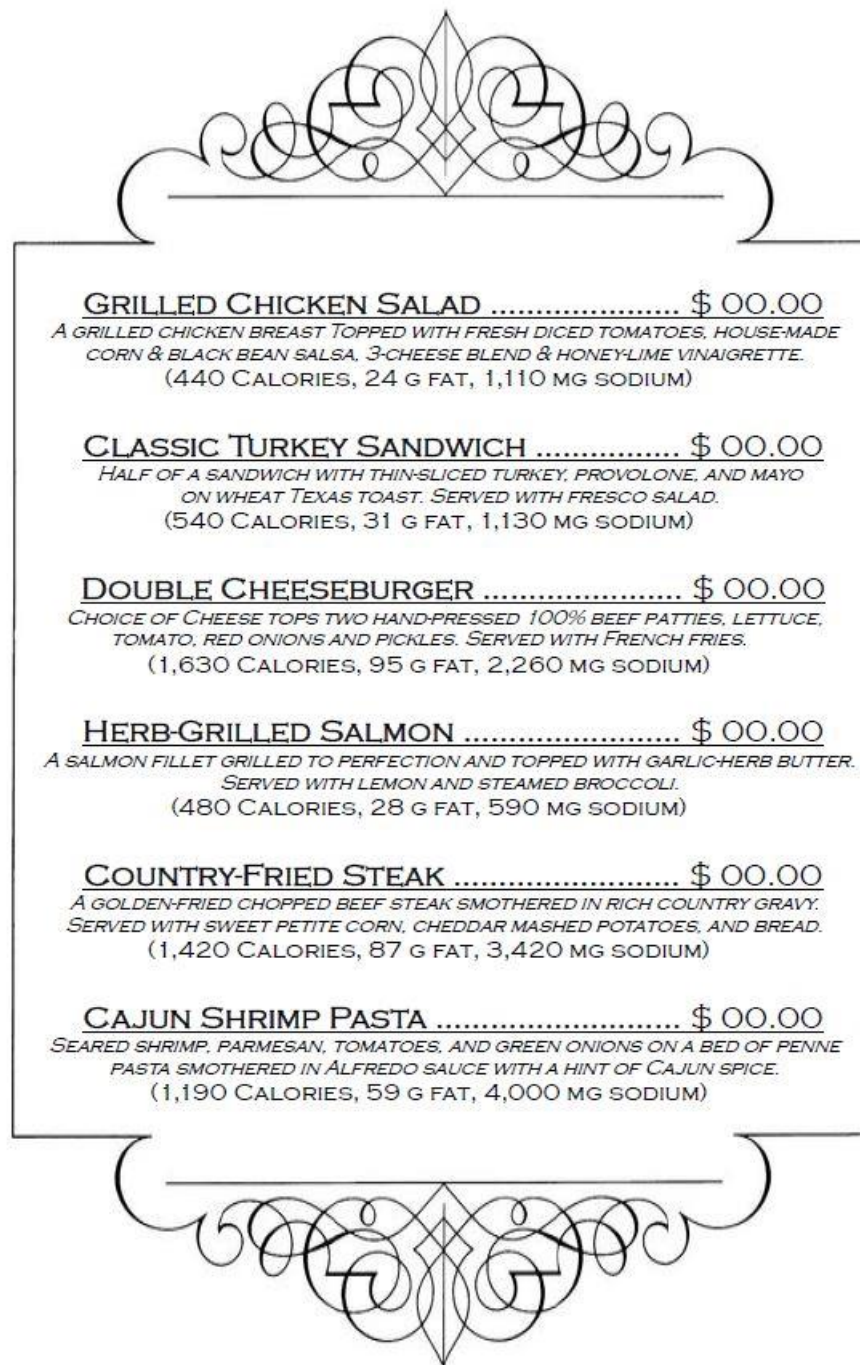 GRILLED CHICKEN SALAD ..................... $ 00.00
A GRILLED CHICKEN BREAST TOPPED WITH FRESH DICED TOMATOES, HOUSE-MADE
CORN & BLACK BEAN SALSA, 3-CHEESE BLEND & HONEY-LIME VINAIGRETTE.
(440 CALORIES, 24 G FAT, 1,110 MG SODIUM)
CLASSIC TURKEY SANDWICH ................ $ 00.00
HALF OF A SANDWICH WITH THIN-SLICED TURKEY, PROVOLONE, AND MAYO
ON WHEAT TEXAS TOAST. SERVED WITH FRESCO SALAD.
(540 CALORIES, 31 G FAT, 1,130 MG SODIUM)
DOUBLE CHEESEBURGER ...................... $ 00.00
CHOICE OF CHEESE TOPS TWO HAND-PRESSED 100% BEEF PATTIES, LETTUCE,
TOMATO, RED ONIONS AND PICKLES. SERVED WITH FRENCH FRIES.
(1,630 CALORIES, 95 G FAT, 2,260 MG SODIUM)
HERB-GRILLED SALMON ........................ $ 00.00
A SALMON FILLET GRILLED TO PERFECTION AND TOPPED WITH GARLIC-HERB BUTTER.
SERVED WITH LEMON AND STEAMED BROCCOLI.
(480 CALORIES, 28 G FAT, 590 MG SODIUM)
COUNTRY-FRIED STEAK ......................... $ 00.00
A GOLDEN-FRIED CHOPPED BEEF STEAK SMOTHERED IN RICH COUNTRY GRAVY.
SERVED WITH SWEET PETITE CORN, CHEDDAR MASHED POTATOES, AND BREAD.
(1,420 CALORIES, 87 G FAT, 3,420 MG SODIUM)
CAJUN SHRIMP PASTA ........................... $ 00.00
SEARED SHRIMP, PARMESAN, TOMATOES, AND GREEN ONIONS ON A BED OF PENNE
PASTA SMOTHERED IN ALFREDO SAUCE WITH A HINT OF CAJUN SPICE.
(1,190 CALORIES, 59 G FAT, 4,000 MG SODIUM)